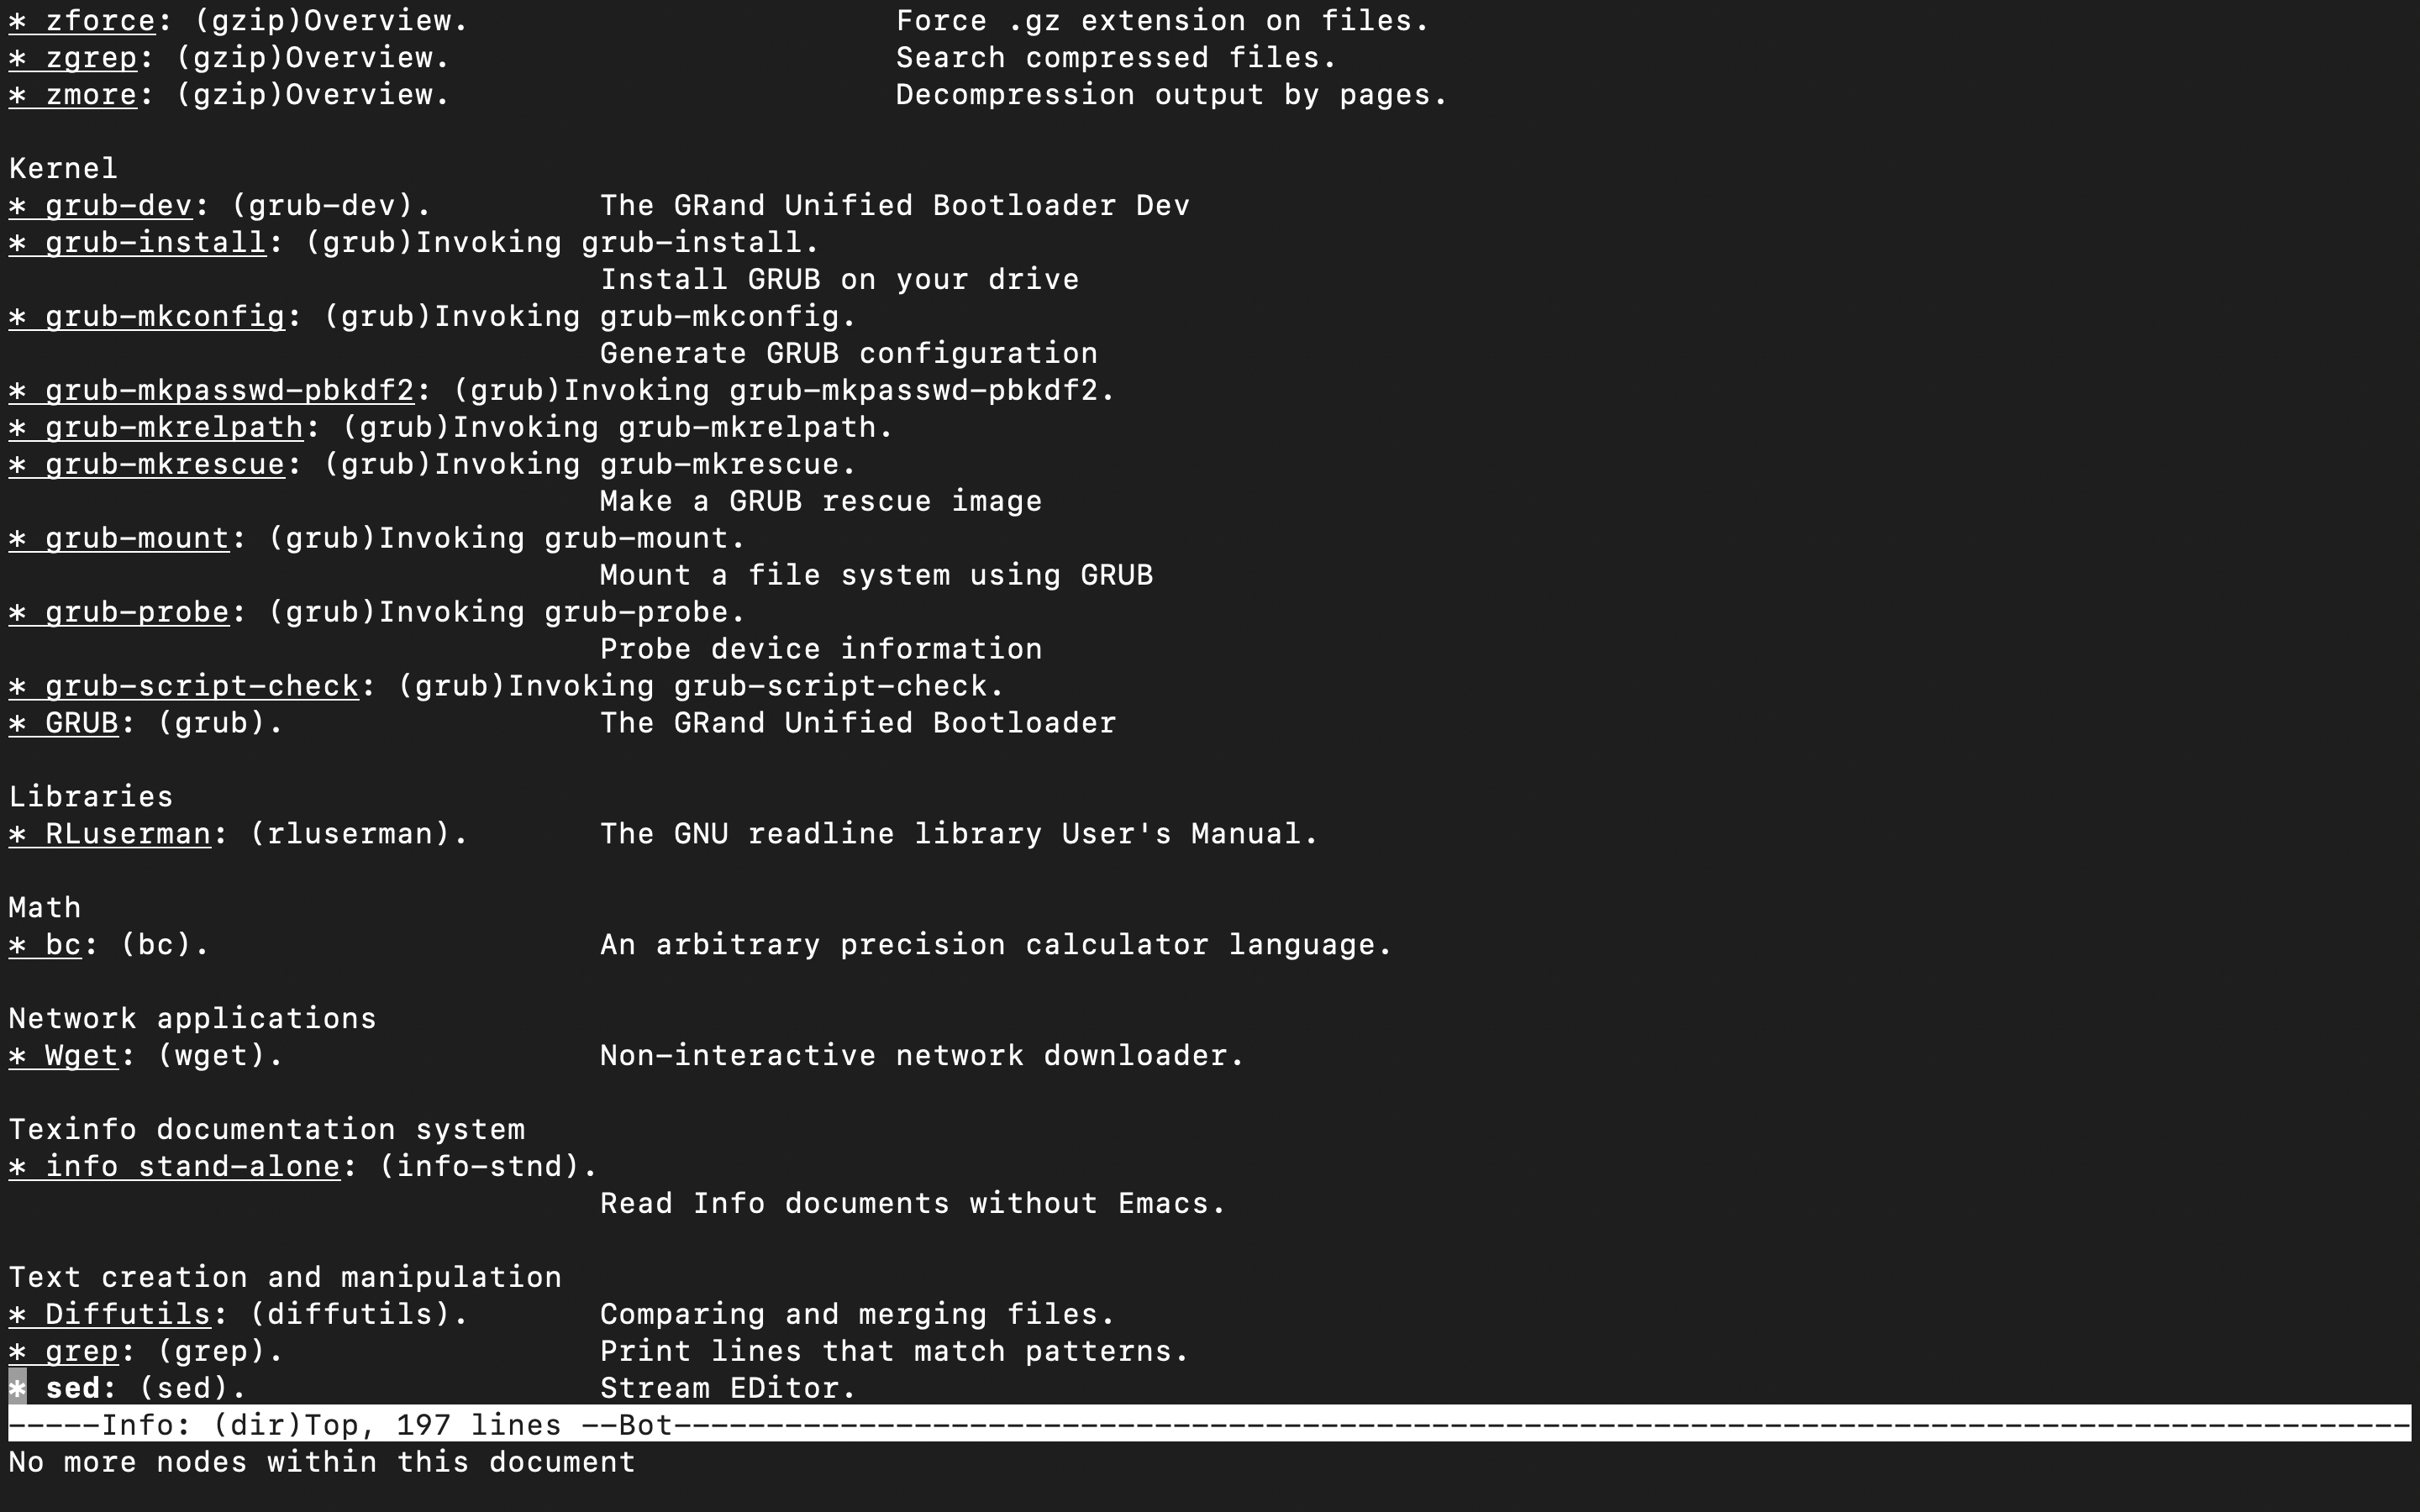 * zforce: (gzip)Overview.                       Force .gz extension on files.
* zgrep: (gzip)Overview.                        Search compressed files.
* zmore: (gzip)Overview.                        Decompression output by pages.

Kernel
* grub-dev: (grub-dev).         The GRand Unified Bootloader Dev
* grub-install: (grub)Invoking grub-install.
                                Install GRUB on your drive
* grub-mkconfig: (grub)Invoking grub-mkconfig.
                                Generate GRUB configuration
* grub-mkpasswd-pbkdf2: (grub)Invoking grub-mkpasswd-pbkdf2.
* grub-mkrelpath: (grub)Invoking grub-mkrelpath.
* grub-mkrescue: (grub)Invoking grub-mkrescue.
                                Make a GRUB rescue image
* grub-mount: (grub)Invoking grub-mount.
                                Mount a file system using GRUB
* grub-probe: (grub)Invoking grub-probe.
                                Probe device information
* grub-script-check: (grub)Invoking grub-script-check.
* GRUB: (grub).                 The GRand Unified Bootloader

Libraries
* RLuserman: (rluserman).       The GNU readline library User's Manual.

Math
* bc: (bc).                     An arbitrary precision calculator language.

Network applications
* Wget: (wget).                 Non-interactive network downloader.

Texinfo documentation system
* info stand-alone: (info-stnd).
                                Read Info documents without Emacs.

Text creation and manipulation
* Diffutils: (diffutils).       Comparing and merging files.
* grep: (grep).                 Print lines that match patterns.
* sed: (sed).                   Stream EDitor.
-----Info: (dir)Top, 197 lines --Bot----------------------------------------------------------------------------------------------
No more nodes within this document